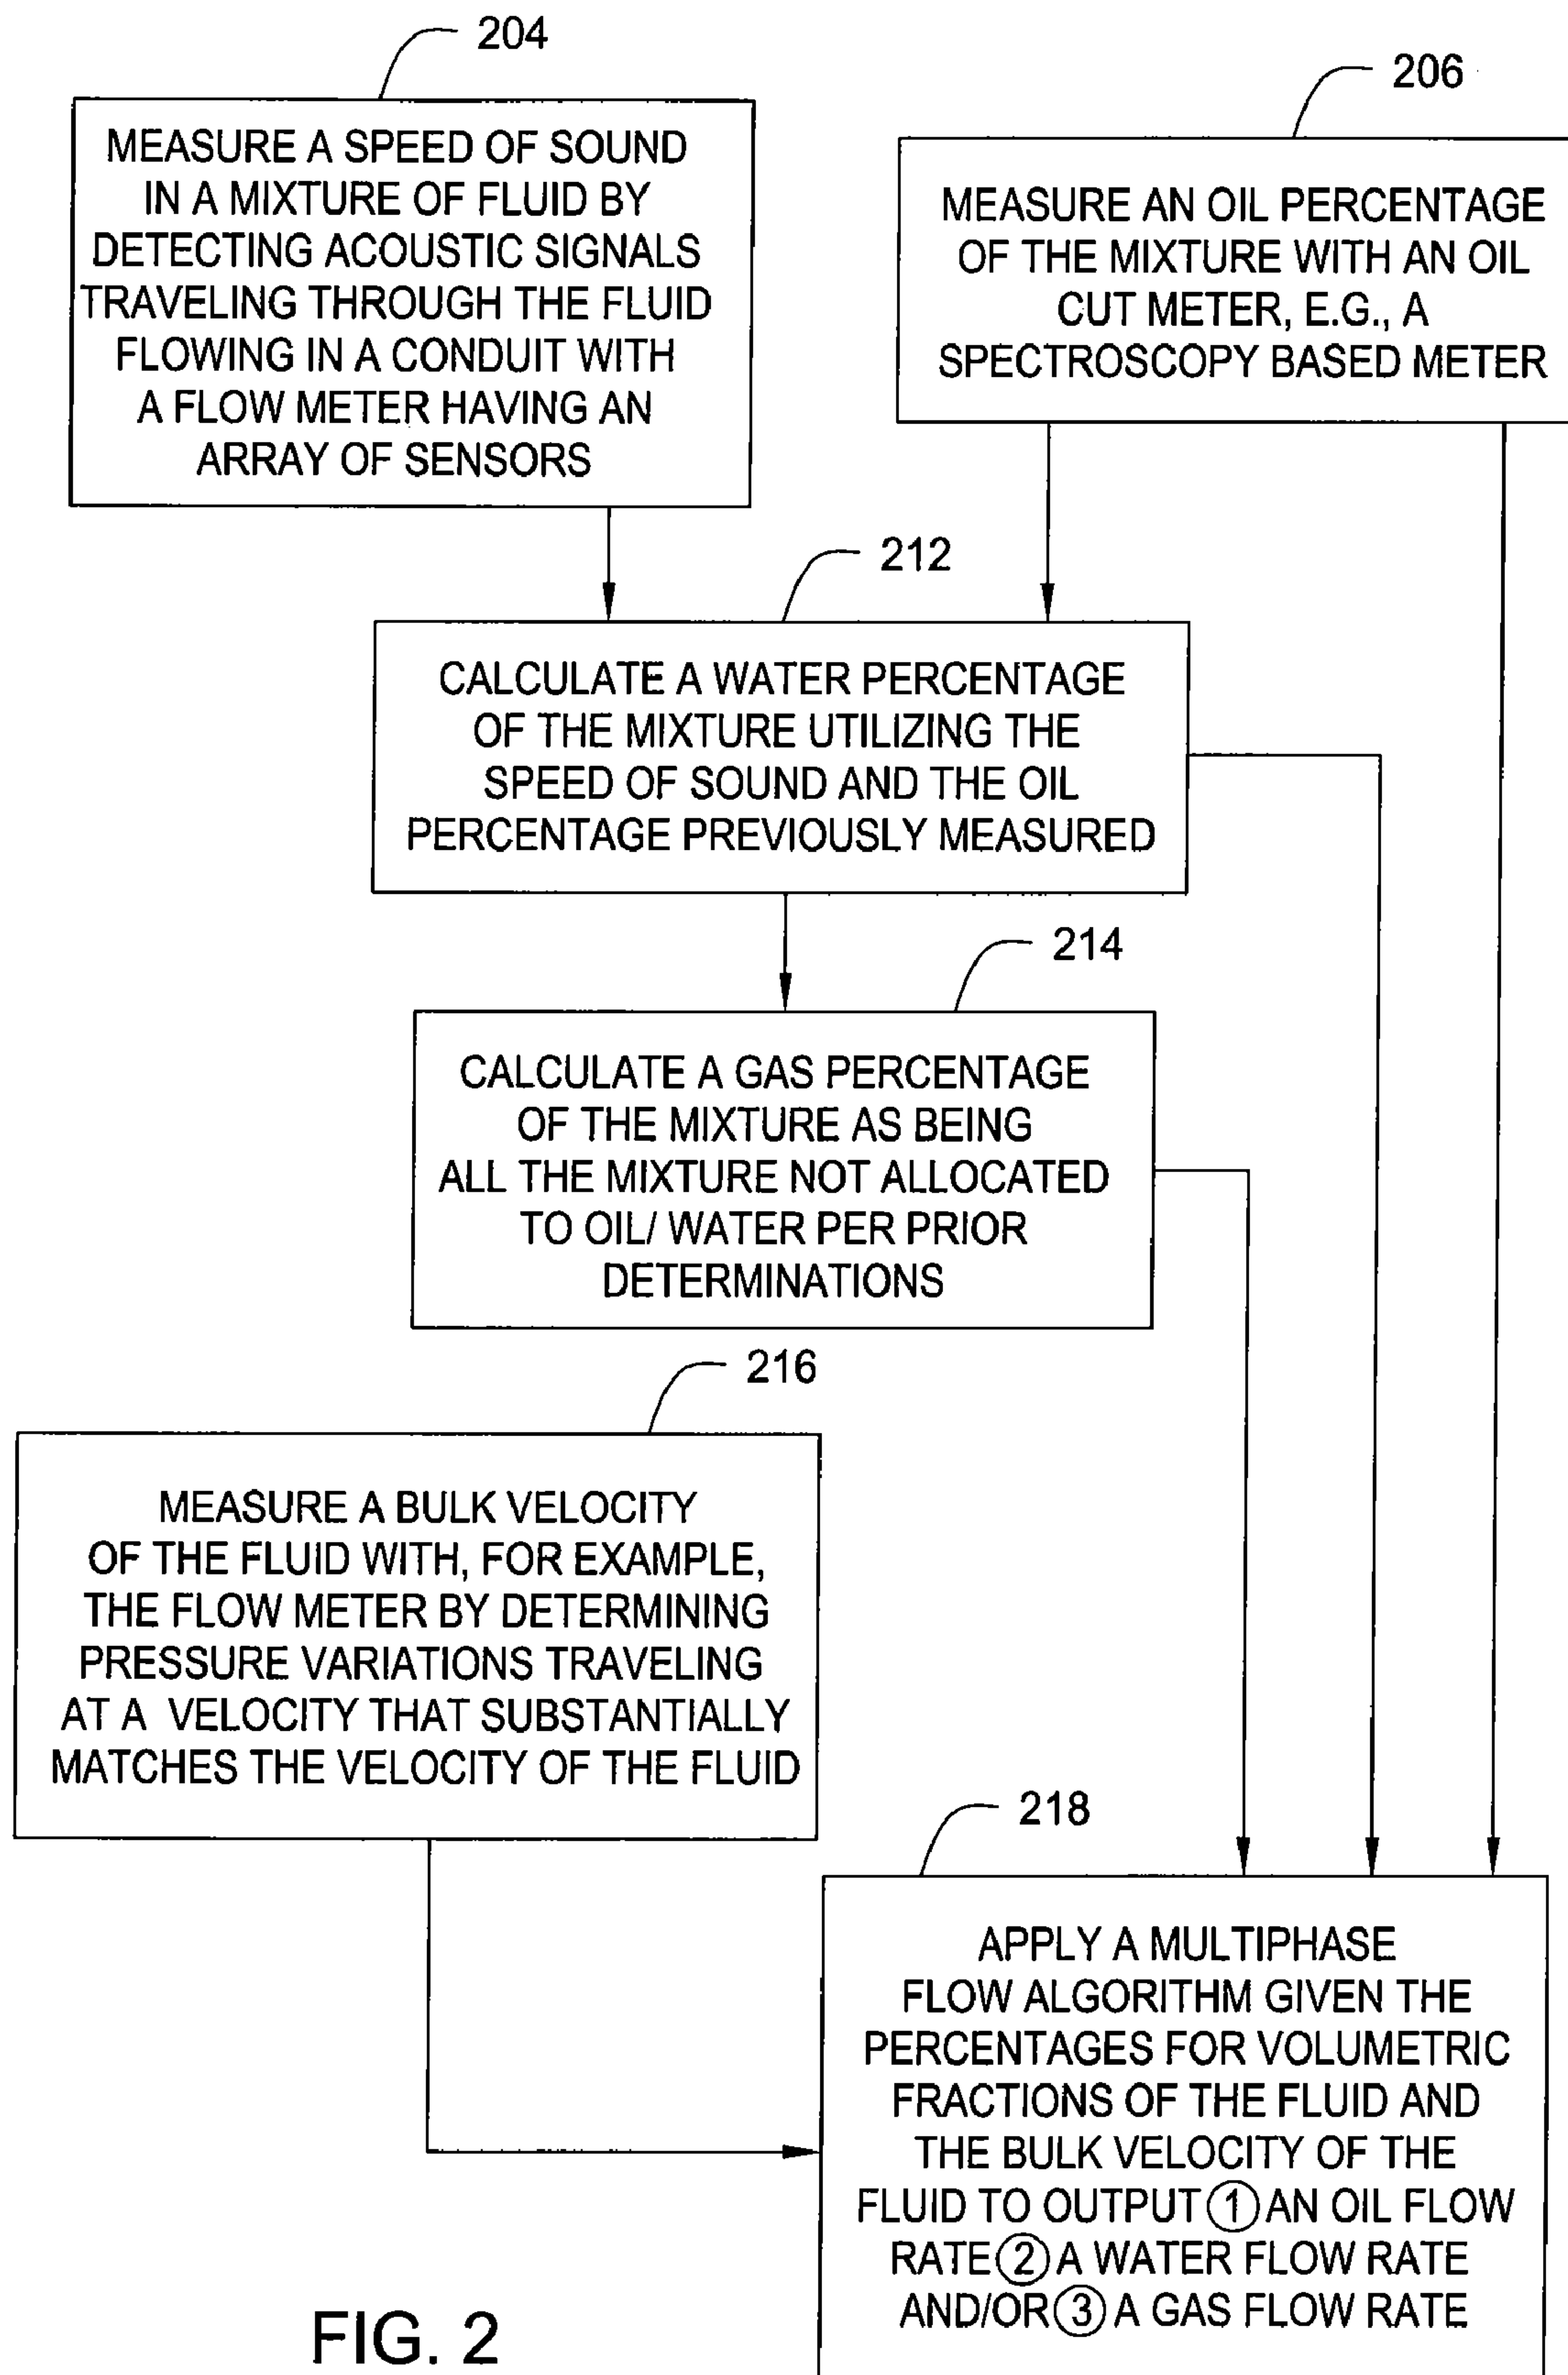 204
MEASURE A SPEED OF SOUND
IN A MIXTURE OF FLUID BY
DETECTING ACOUSTIC SIGNALS
TRAVELING THROUGH THE FLUID
FLOWING IN A CONDUIT WITH
A FLOW METER HAVING AN
ARRAY OF SENSORS
206
MEASURE AN OIL PERCENTAGE
OF THE MIXTURE WITH AN OIL
CUT METER, E.G., A
SPECTROSCOPY BASED METER
212
CALCULATE A WATER PERCENTAGE
OF THE MIXTURE UTILIZING THE
SPEED OF SOUND AND THE OIL
PERCENTAGE PREVIOUSLY MEASURED
214
CALCULATE A GAS PERCENTAGE
OF THE MIXTURE AS BEING
ALL THE MIXTURE NOT ALLOCATED
TO OIL/ WATER PER PRIOR
DETERMINATIONS
216
MEASURE A BULK VELOCITY
OF THE FLUID WITH, FOR EXAMPLE,
THE FLOW METER BY DETERMINING
PRESSURE VARIATIONS TRAVELING
AT A VELOCITY THAT SUBSTANTIALLY
MATCHES THE VELOCITY OF THE FLUID
218
APPLY A MULTIPHASE
FLOW ALGORITHM GIVEN THE
PERCENTAGES FOR VOLUMETRIC
FRACTIONS OF THE FLUID AND
THE BULK VELOCITY OF THE
FLUID TO OUTPUT ① AN OIL FLOW
RATE ② A WATER FLOW RATE
AND/OR ③ A GAS FLOW RATE
FIG. 2